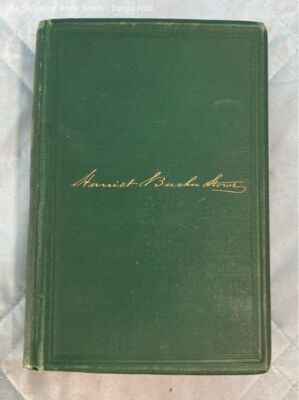 The Salvation Army South - Dallas Hub
Harriet Beecher Stowe